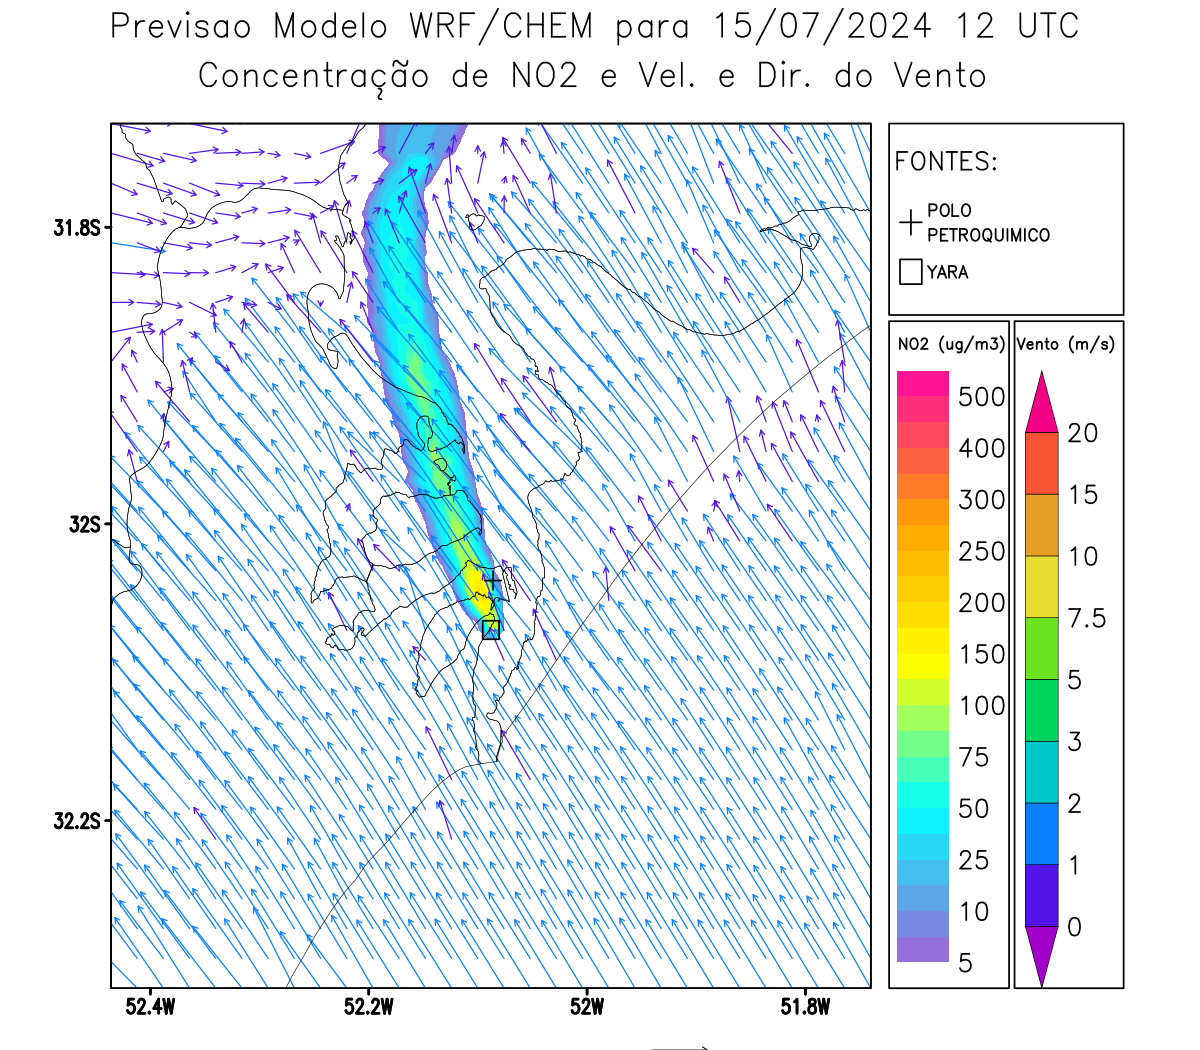 Previsao Modelo WRF/CHEM para 15/07/2024 12 UTC
Concentração de NO2 e Vel. e Dir. do Vento
FONTES:
POLO
PETROQUIMICO
YARA
NO2 (ug/m3)
500
400
300
250
200
150
100
75
50
25
10
5
Vento (m/s)
20
15
10
7.5
5
3
2
1
0
31.8S
32S
32.2S
52.4W
52.2W
52W
51.8W